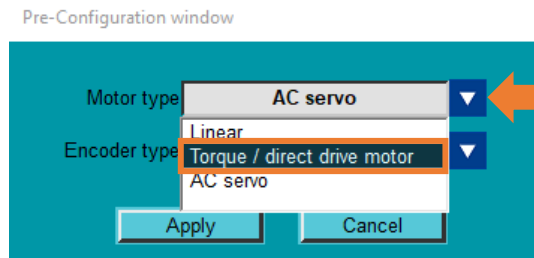 Pre-Configuration window
Motor type AC servo
Linear
Encoder type Torque / direct drive motor
AC servo
Apply Cancel